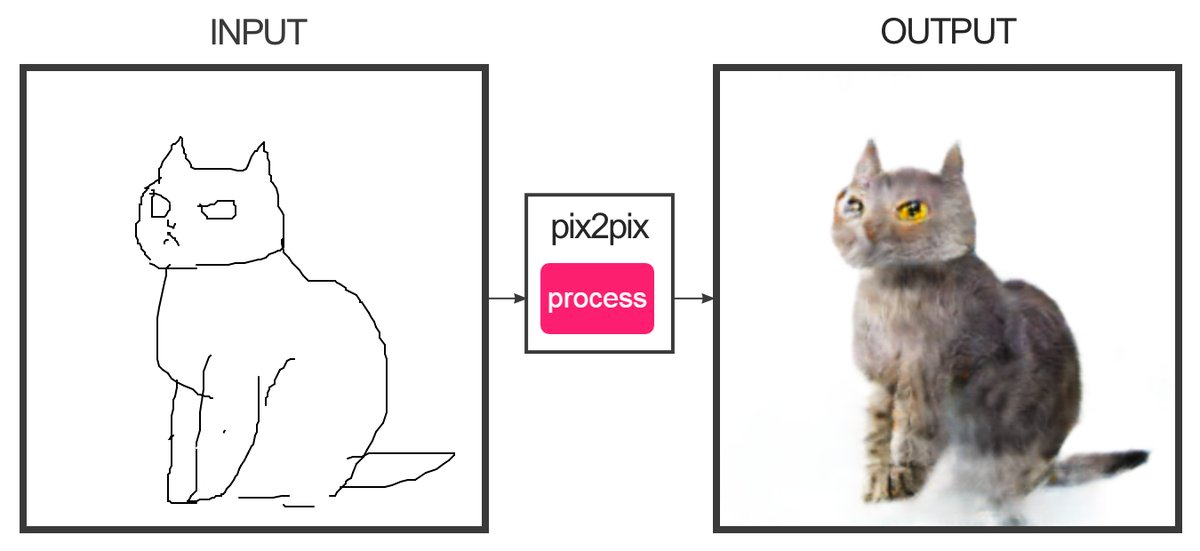 INPUT
OUTPUT
pix2pix
process